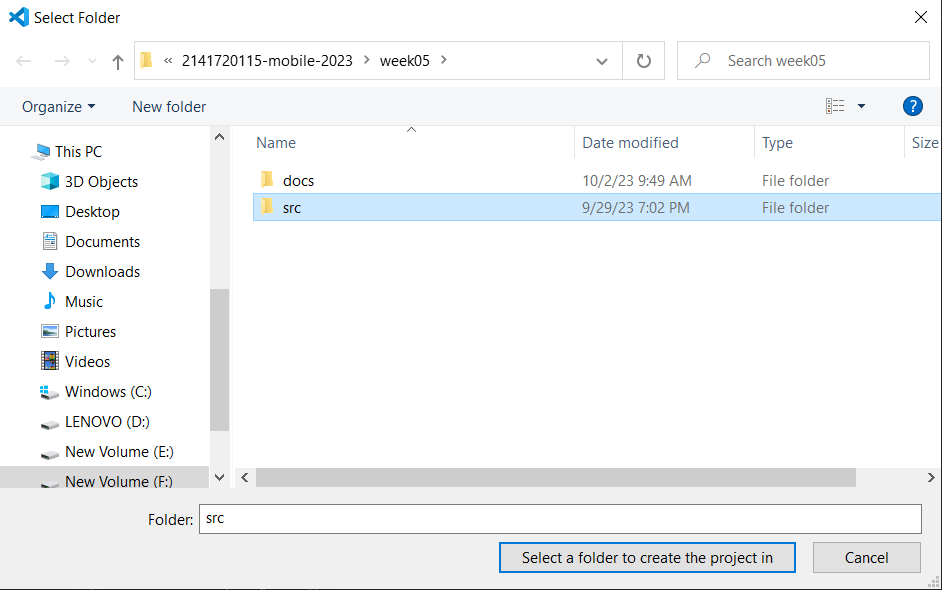 Select Folder
« 2141720115-mobile-2023 > week05 > Search week05
Organize New folder ?
Name Date modified Type Size
This PC
3D Objects
Desktop
Documents
Downloads
Music
Pictures
Videos
Windows (C:)
LENOVO (D:)
New Volume (E:)
New Volume (F:)
docs 10/2/23 9:49 AM File folder
src 9/29/23 7:02 PM File folder
Folder: src
Select a folder to create the project in Cancel